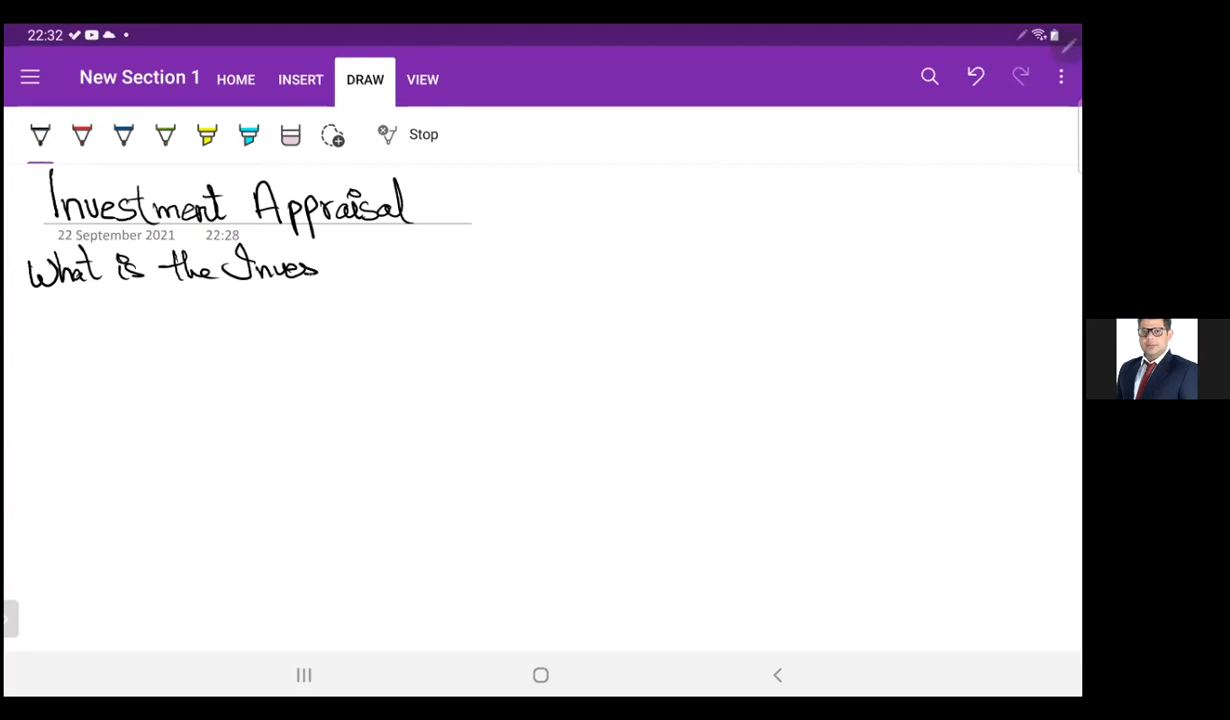 22:32
New Section 1 HOME INSERT DRAW VIEW
Stop
Investment Appraisal
22 September 2021 22:28
What is the Inves